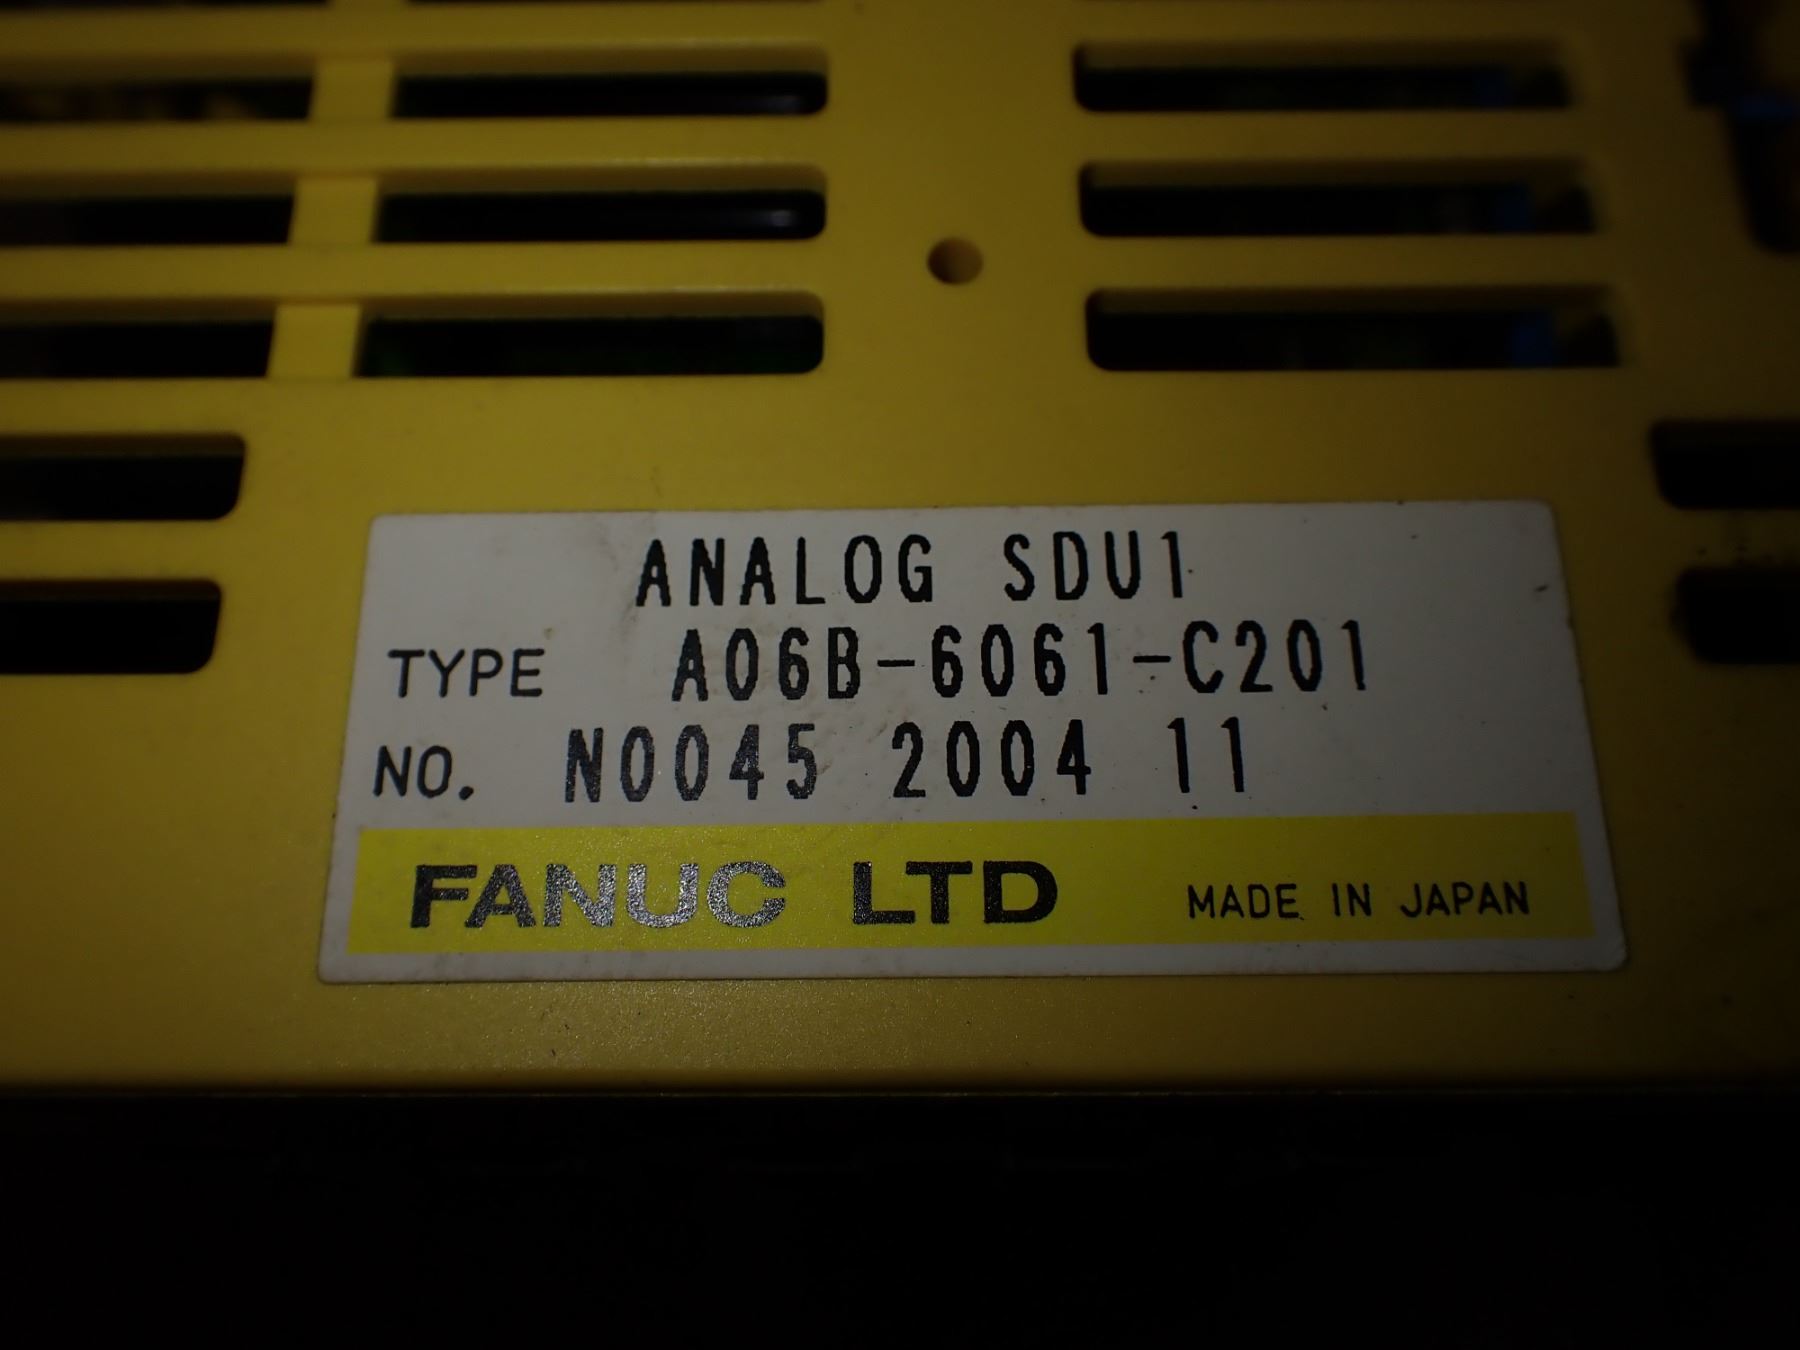 ANALOG SDU1
TYPE A06B-6061-C201
NO. N0045 2004 11
FANUC LTD MADE IN JAPAN